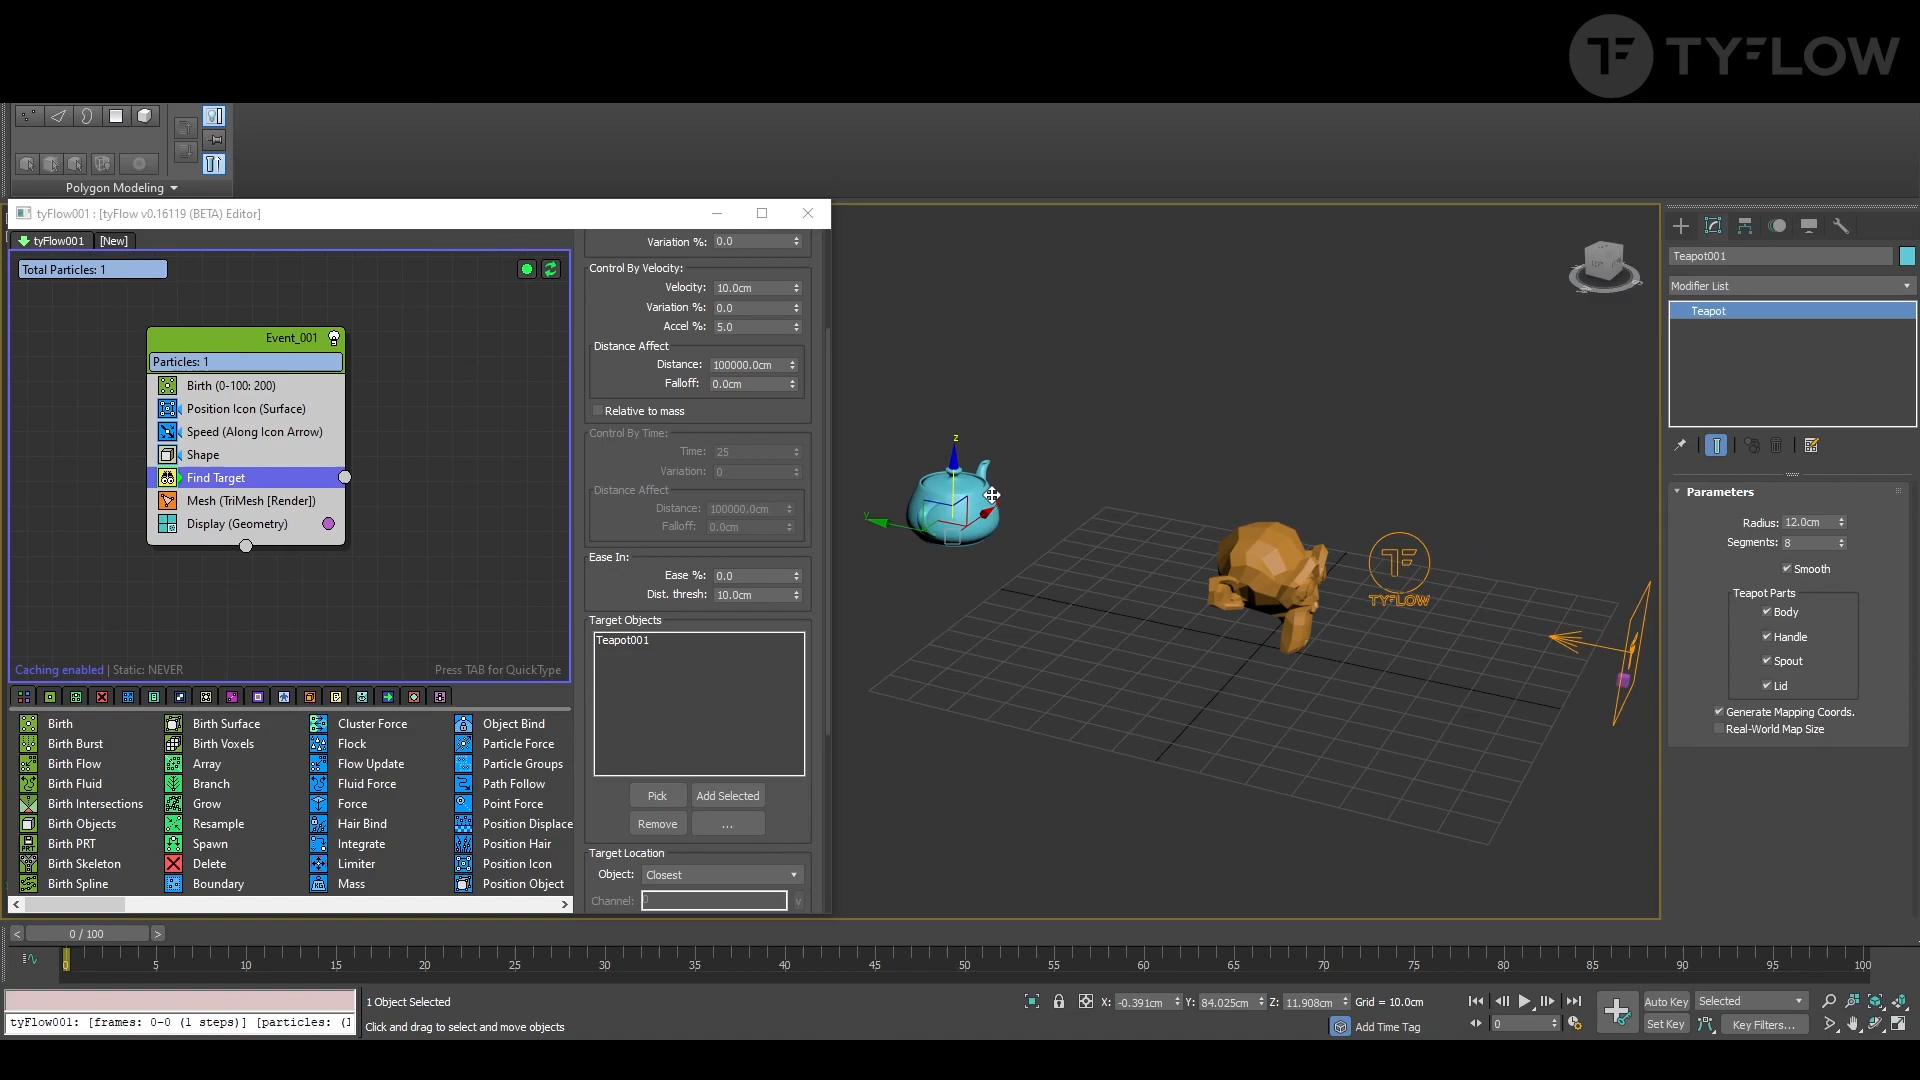 TYFLOW
Polygon Modeling
tyFlow001 : [tyFlow v0.16119 (BETA) Editor]
tyFlow001
[New]
Total Particles: 1
Event_001
Particles: 1
Birth (0-100: 200)
Position Icon (Surface)
Speed (Along Icon Arrow)
Shape
Find Target
Mesh (TriMesh [Render])
Display (Geometry)
Caching enabled | Static: NEVER
Press TAB for QuickType
Birth
Birth Burst
Birth Flow
Birth Fluid
Birth Intersections
Birth Objects
Birth PRT
Birth Skeleton
Birth Spline
Birth Surface
Birth Voxels
Array
Branch
Grow
Resample
Spawn
Delete
Boundary
Cluster Force
Flock
Flow Update
Fluid Force
Force
Hair Bind
Integrate
Limiter
Mass
Object Bind
Particle Force
Particle Groups
Path Follow
Point Force
Position Displace
Position Hair
Position Icon
Position Object
Variation %: 0.0
Control By Velocity:
Velocity: 10.0cm
Variation %: 0.0
Accel %: 5.0
Distance Affect
Distance: 100000.0cm
Falloff: 0.0cm
Relative to mass
Control By Time:
Time: 25
Variation: 0
Distance Affect
Distance: 100000.0cm
Falloff: 0.0cm
Ease In:
Ease %: 0.0
Dist. thresh: 10.0cm
Target Objects
Teapot001
Pick
Add Selected
Remove
...
Target Location
Object: Closest
Channel: 0
z
y
TYFLOW
Teapot001
Modifier List
Teapot
Parameters
Radius: 12.0cm
Segments: 8
Smooth
Teapot Parts
Body
Handle
Spout
Lid
Generate Mapping Coords.
Real-World Map Size
< 0 / 100 >
0 5 10 15 20 25 30 35 40 45 50 55 60 65 70 75 80 85 90 95 100
1 Object Selected
X: -0.391cm Y: 84.025cm Z: 11.908cm Grid = 10.0cm
Auto Key
Selected
tyFlow001: [frames: 0-0 (1 steps)] [particles: (1
Click and drag to select and move objects
Add Time Tag
0
Set Key
Key Filters...